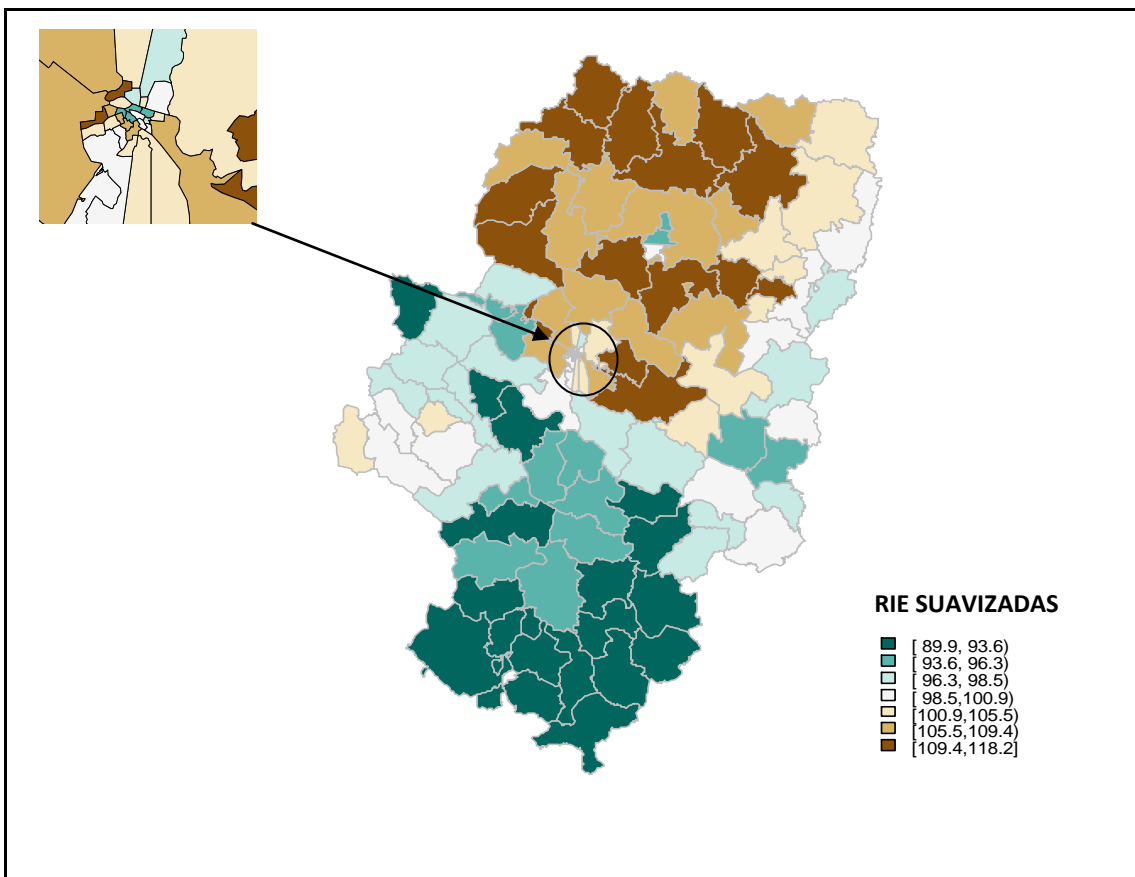 RIE SUAVIZADAS
[ 89.9, 93.6)
[ 93.6, 96.3)
[ 96.3, 98.5)
[ 98.5,100.9)
[100.9,105.5)
[105.5,109.4)
[109.4,118.2]